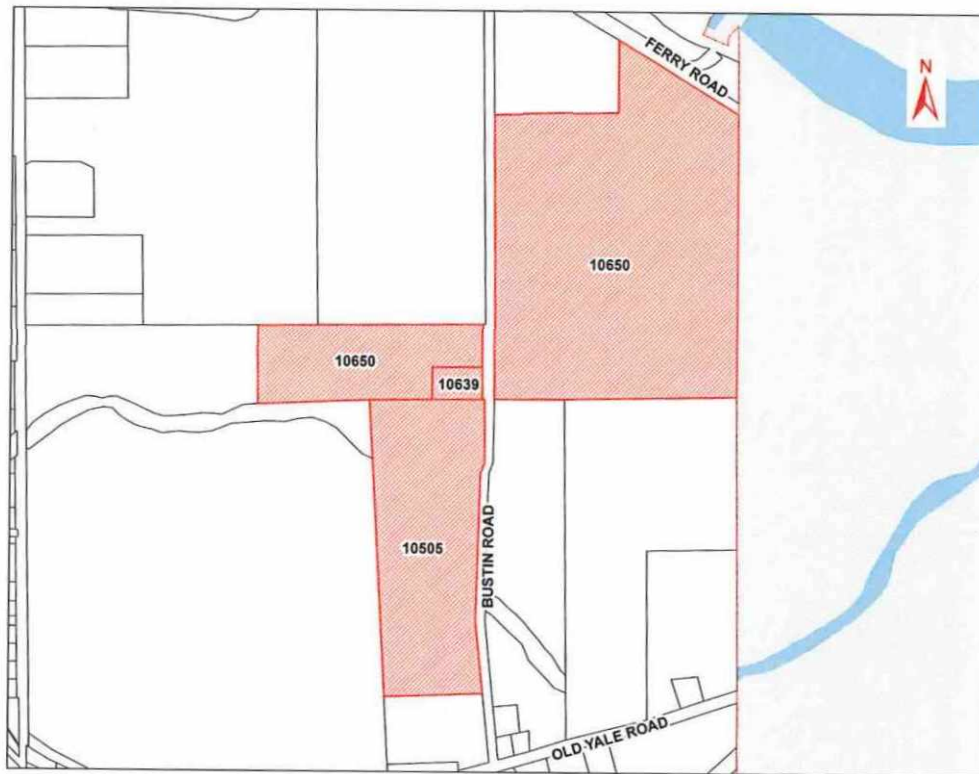 FERRY ROAD
N
10650
10650
10639
10505
BUSTIN ROAD
OLD YALE ROAD